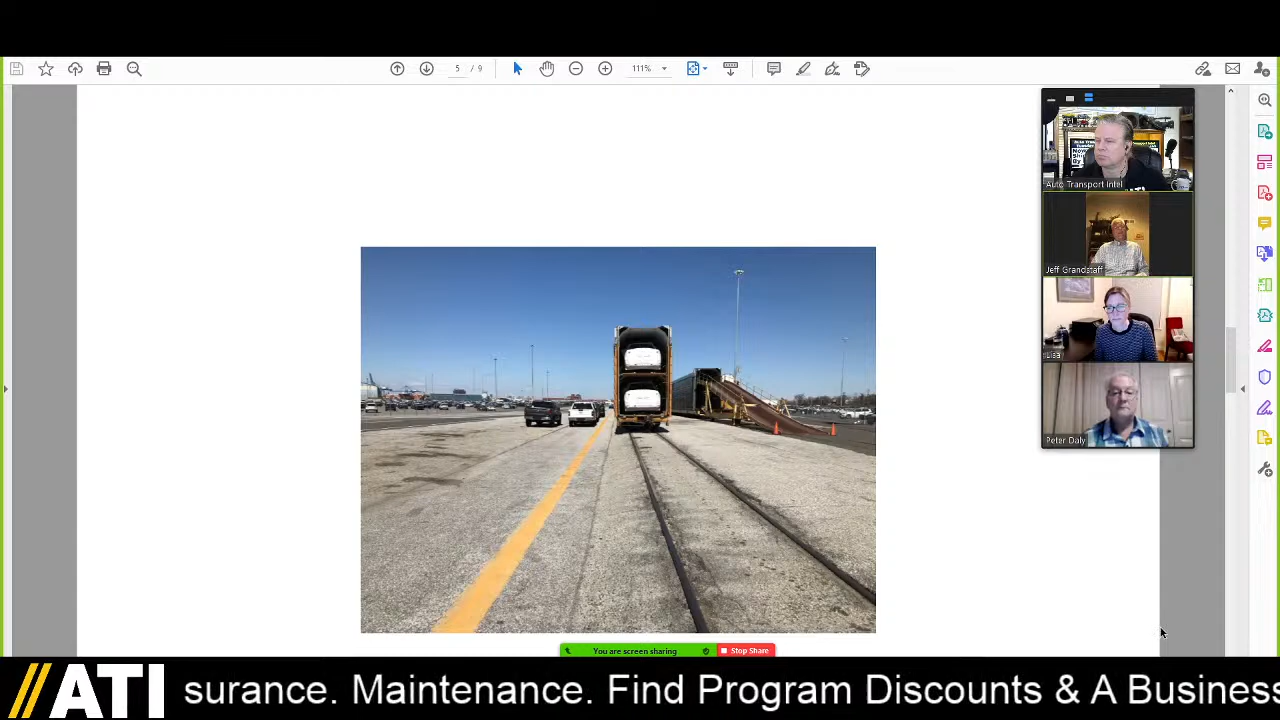 5 / 9
111%
Auto Transport Intel
Jeff Grandstaff
Lisa
Peter Daly
You are screen sharing
Stop Share
//ATI
surance. Maintenance. Find Program Discounts & A Business